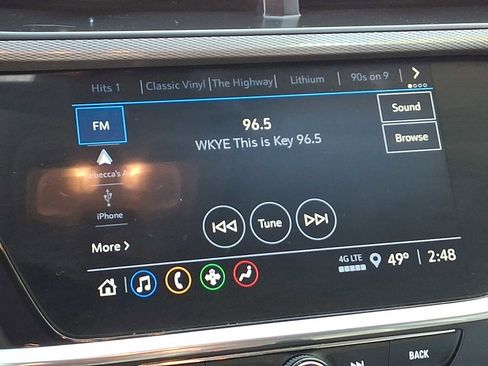 Hits 1 Classic Vinyl The Highway Lithium 90s on 9
FM
96.5
Sound
WKYE This is Key 96.5
Browse
iPhone
Tune
More
4G LTE 49° 2:48
BACK